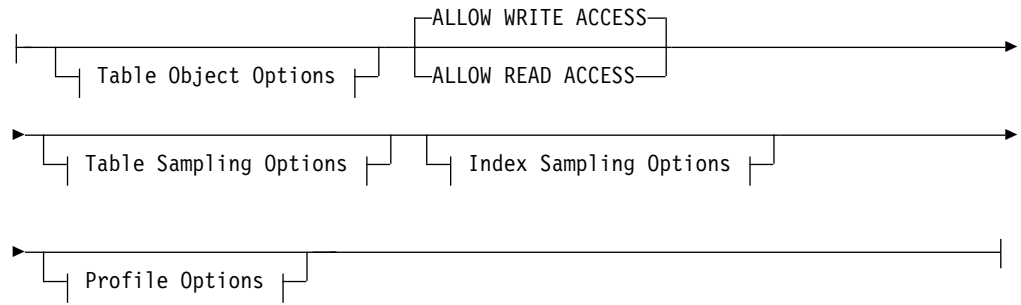 ALLOW WRITE ACCESS
Table Object Options
ALLOW READ ACCESS
Table Sampling Options
Index Sampling Options
Profile Options